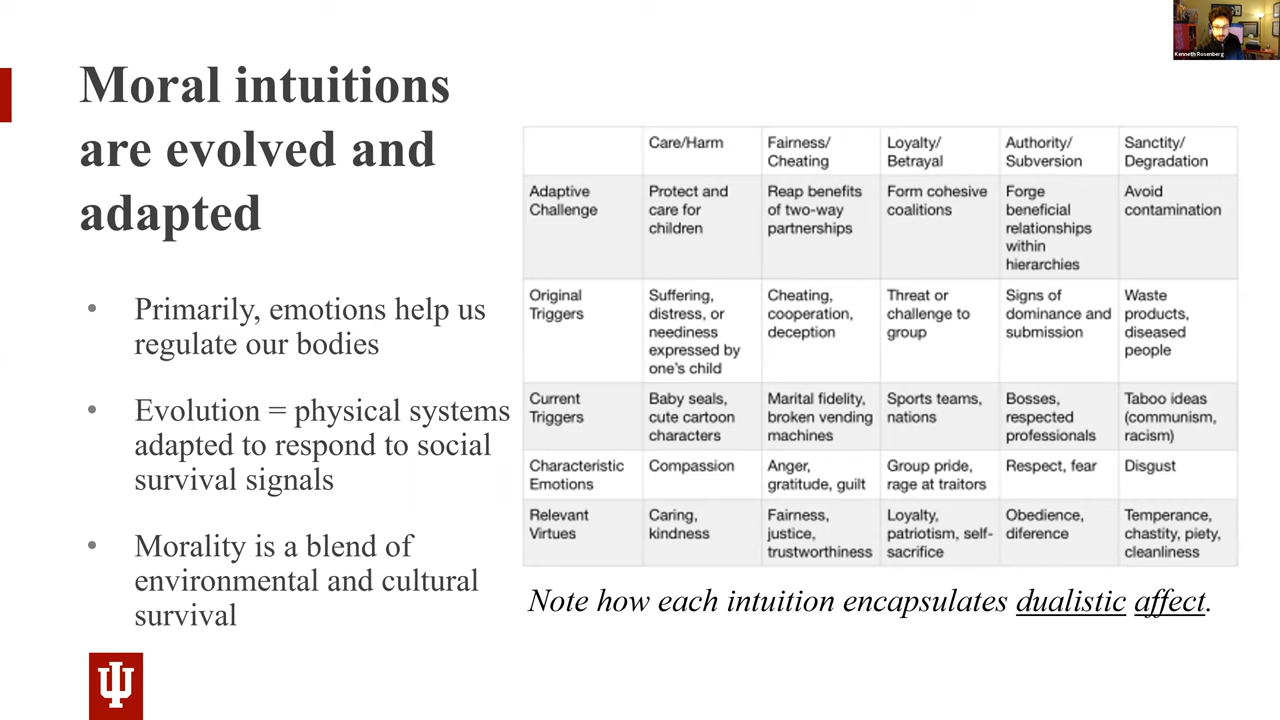 Kenneth Rosenberg
Moral intuitions
are evolved and
adapted
• Primarily, emotions help us
regulate our bodies
• Evolution = physical systems
adapted to respond to social
survival signals
• Morality is a blend of
environmental and cultural
survival
Care/Harm
Fairness/
Cheating
Loyalty/
Betrayal
Authority/
Subversion
Sanctity/
Degradation
Adaptive
Challenge
Protect and
care for
children
Reap benefits
of two-way
partnerships
Form cohesive
coalitions
Forge
beneficial
relationships
within
hierarchies
Avoid
contamination
Original
Triggers
Suffering,
distress, or
neediness
expressed by
one's child
Cheating,
cooperation,
deception
Threat or
challenge to
group
Signs of
dominance and
submission
Waste
products,
diseased
people
Current
Triggers
Baby seals,
cute cartoon
characters
Marital fidelity,
broken vending
machines
Sports teams,
nations
Bosses,
respected
professionals
Taboo ideas
(communism,
racism)
Characteristic
Emotions
Compassion
Anger,
gratitude, guilt
Group pride,
rage at traitors
Respect, fear
Disgust
Relevant
Virtues
Caring,
kindness
Fairness,
justice,
trustworthiness
Loyalty,
patriotism, self-
sacrifice
Obedience,
diference
Temperance,
chastity, piety,
cleanliness
Note how each intuition encapsulates dualistic affect.